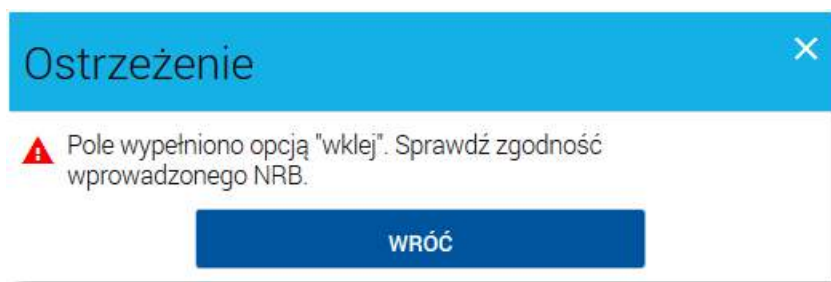 Ostrzeżenie
Pole wypełniono opcją "wklej". Sprawdź zgodność
wprowadzonego NRB.
WRÓĆ